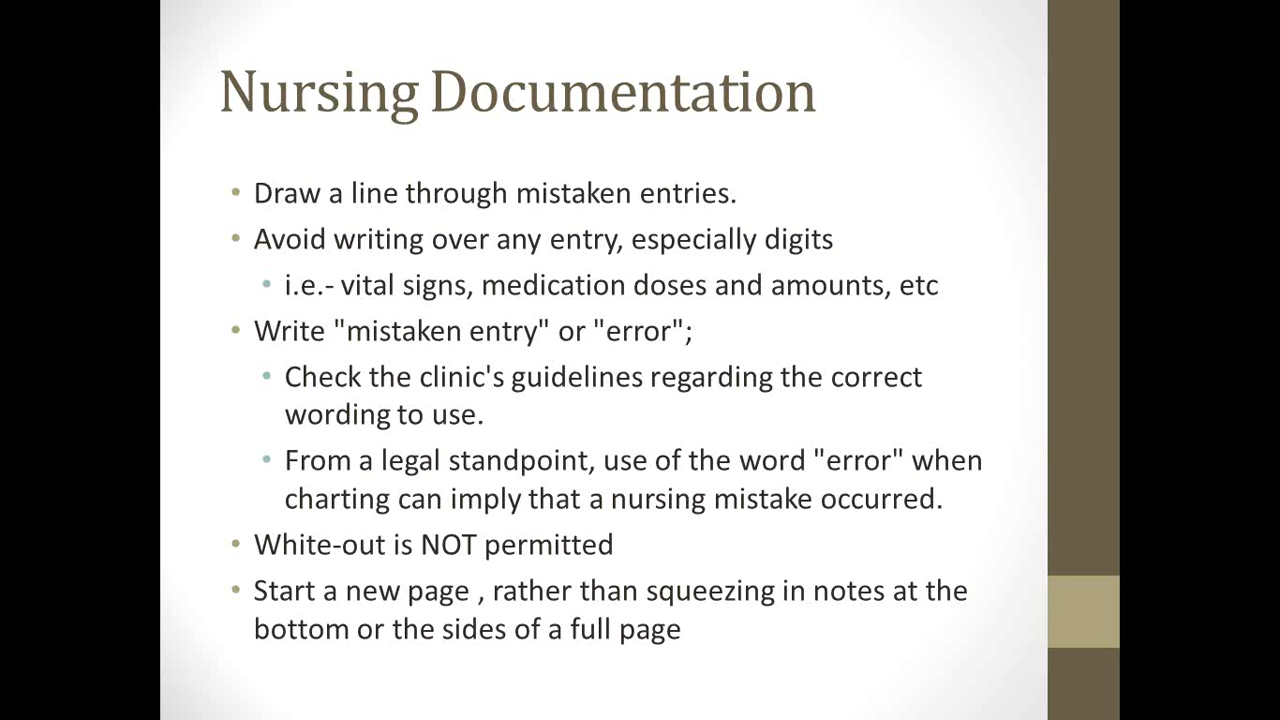 Nursing Documentation
• Draw a line through mistaken entries.
• Avoid writing over any entry, especially digits
• i.e.- vital signs, medication doses and amounts, etc
• Write "mistaken entry" or "error";
• Check the clinic's guidelines regarding the correct
wording to use.
• From a legal standpoint, use of the word "error" when
charting can imply that a nursing mistake occurred.
• White-out is NOT permitted
• Start a new page , rather than squeezing in notes at the
bottom or the sides of a full page